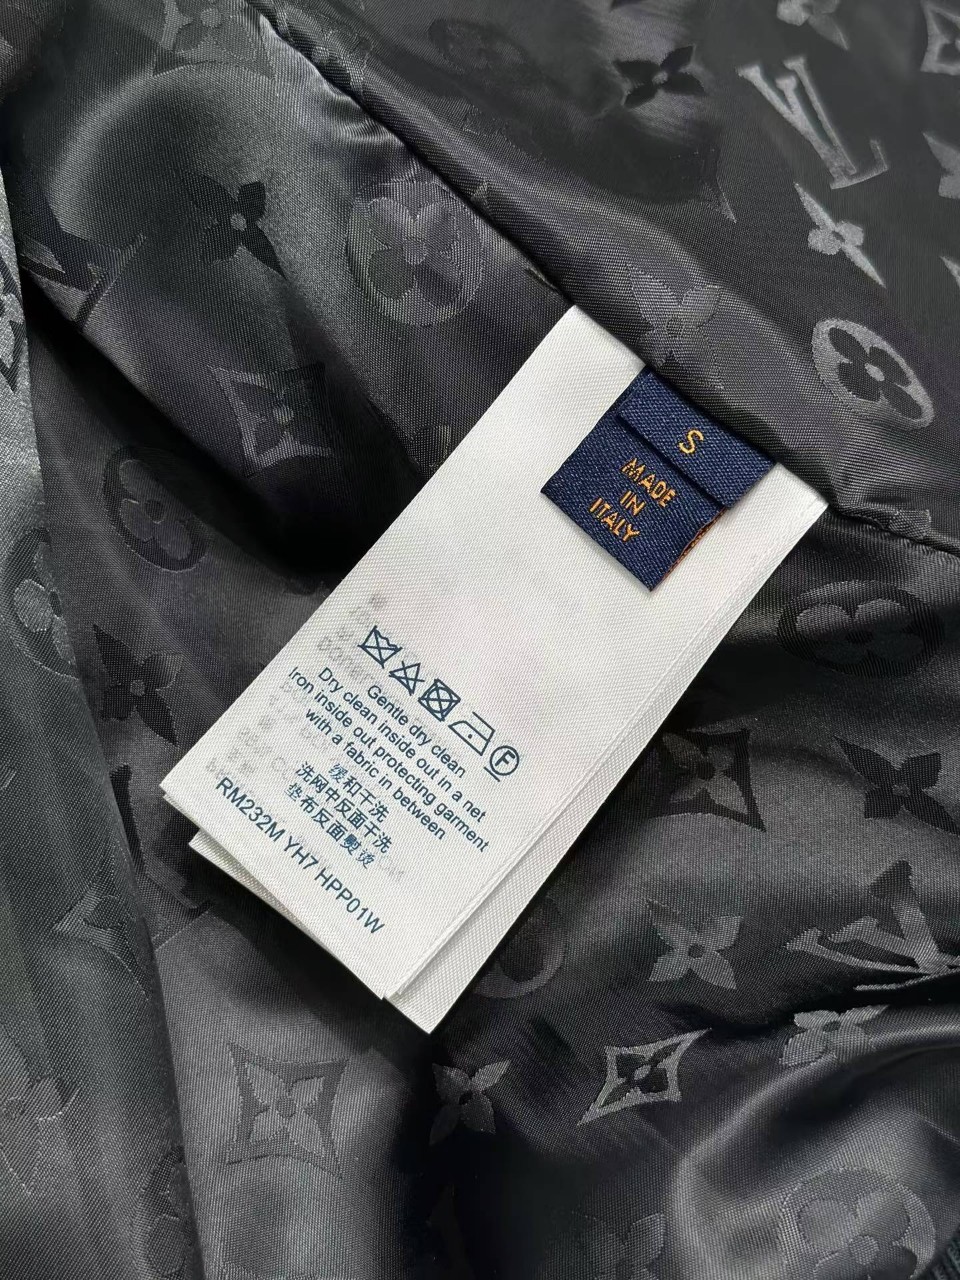 S
MADE
IN
ITALY
Gentle dry clean
Dry clean inside out in a net
Iron inside out protecting garment
with a fabric in between
缓和干洗
洗网中反面干洗
垫布反面熨烫
RM232M YH7 HPP01W